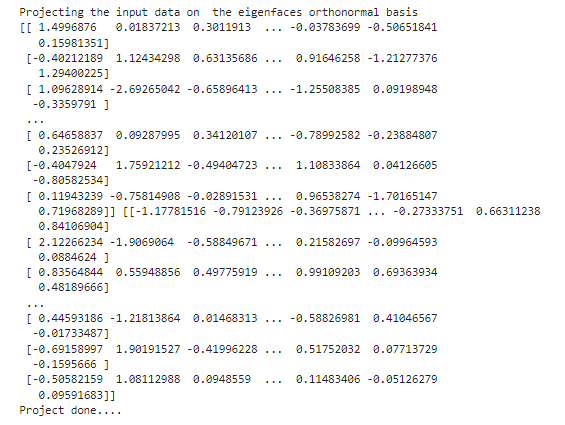 Projecting the input data on  the eigenfaces orthonormal basis
[[ 1.4996876   0.01837213  0.3011913  ... -0.03783699 -0.50651841
   0.15981351]
 [-0.40212189  1.12434298  0.63135686 ...  0.91646258 -1.21277376
   1.29400225]
 [ 1.09628914 -2.69265042 -0.65896413 ... -1.25508385  0.09198948
  -0.3359791 ]
 ...
 [ 0.64658837  0.09287995  0.34120107 ... -0.78992582 -0.23884807
   0.23526912]
 [-0.4047924   1.75921212 -0.49404723 ...  1.10833864  0.04126605
  -0.80582534]
 [ 0.11943239 -0.75814908 -0.02891531 ...  0.96538274 -1.70165147
   0.71968289]] [[-1.17781516 -0.79123926 -0.36975871 ... -0.27333751  0.66311238
   0.84106904]
 [ 2.12266234 -1.9069064  -0.58849671 ...  0.21582697 -0.09964593
   0.0884624 ]
 [ 0.83564844  0.55948856  0.49775919 ...  0.99109203  0.69363934
   0.48189666]
 ...
 [ 0.44593186 -1.21813864  0.01468313 ... -0.58826981  0.41046567
  -0.01733487]
 [-0.69158997  1.90191527 -0.41996228 ...  0.51752032  0.07713729
  -0.1595666 ]
 [-0.50582159  1.08112988  0.0948559  ...  0.11483406 -0.05126279
   0.09591683]]
Project done....